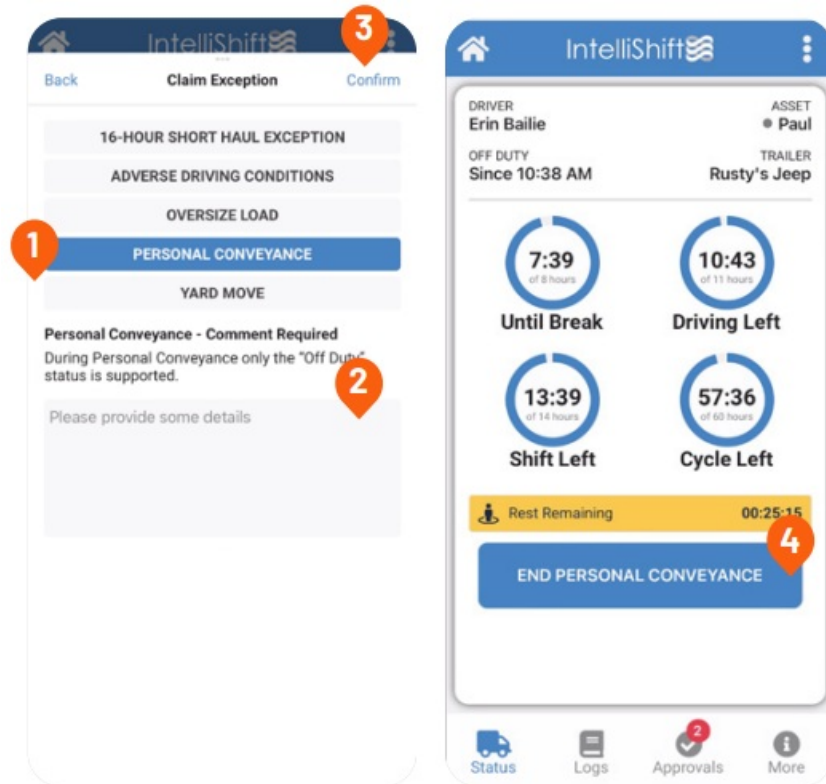 3
IntelliShift
Back Claim Exception Confirm
16-HOUR SHORT HAUL EXCEPTION
ADVERSE DRIVING CONDITIONS
OVERSIZE LOAD
1
PERSONAL CONVEYANCE
YARD MOVE
Personal Conveyance - Comment Required
During Personal Conveyance only the "Off Duty"
status is supported.
2
Please provide some details
IntelliShift
DRIVER ASSET
Erin Bailie Paul
OFF DUTY TRAILER
Since 10:38 AM Rusty's Jeep
7:39 10:43
of 8 hours of 11 hours
Until Break Driving Left
13:39 57:36
of 14 hours of 60 hours
Shift Left Cycle Left
Rest Remaining 00:25:15
4
END PERSONAL CONVEYANCE
2
Status Logs Approvals More